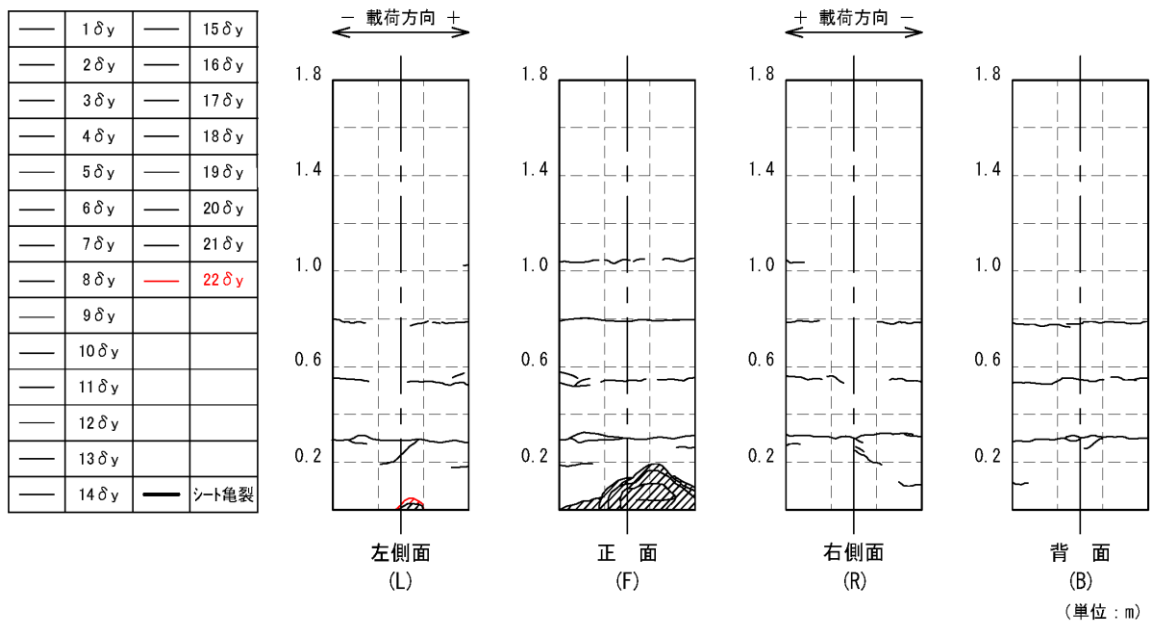 1δy 15δy
2δy 16δy
3δy 17δy
4δy 18δy
5δy 19δy
6δy 20δy
7δy 21δy
8δy 22δy
9δy
10δy
11δy
12δy
13δy
14δy シート亀裂
− 載荷方向 +
1.8
1.4
1.0
0.6
0.2
左側面
(L)
1.8
1.4
1.0
0.6
0.2
正 面
(F)
+ 載荷方向 −
1.8
1.4
1.0
0.6
0.2
右側面
(R)
1.8
1.4
1.0
0.6
0.2
背 面
(B)
(単位:m)